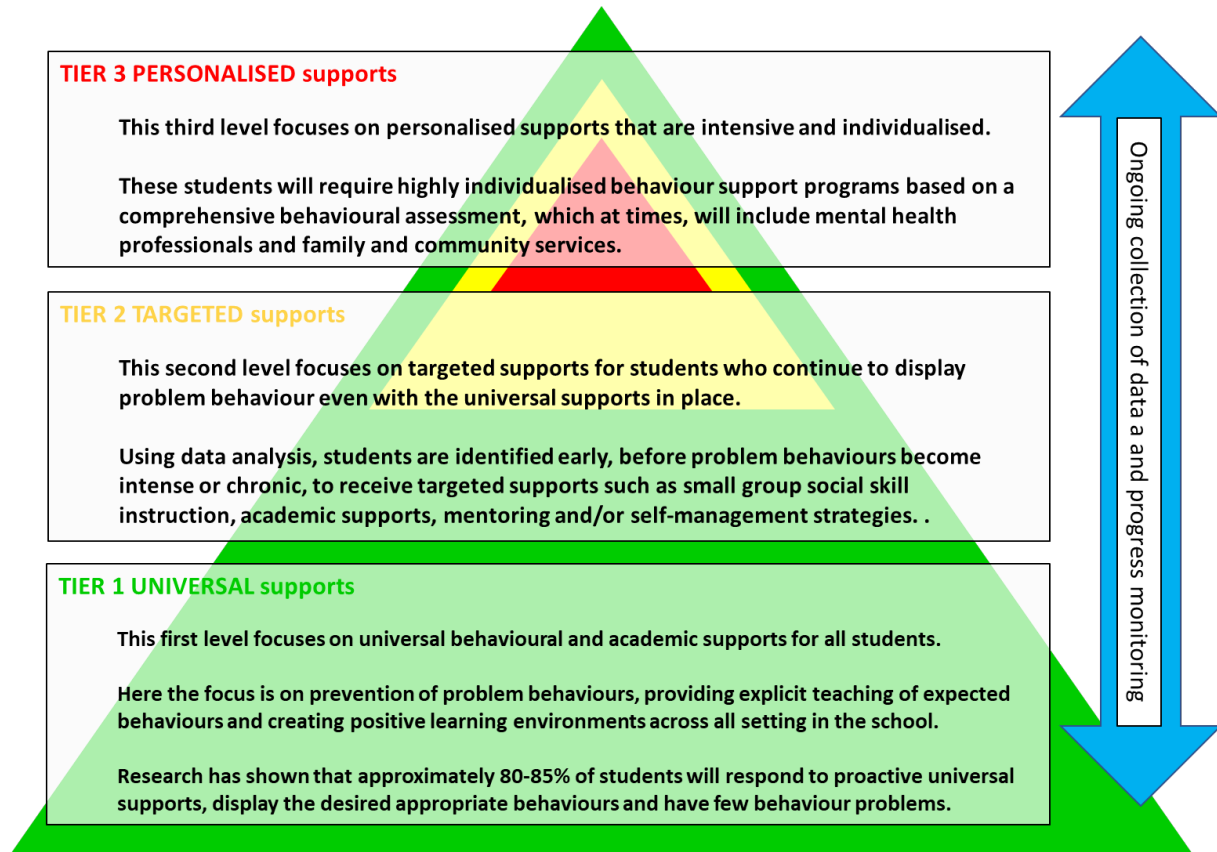 TIER 3 PERSONALISED supports
This third level focuses on personalised supports that are intensive and individualised.
These students will require highly individualised behaviour support programs based on a
comprehensive behavioural assessment, which at times, will include mental health
professionals and family and community services.
TIER 2 TARGETED supports
This second level focuses on targeted supports for students who continue to display
problem behaviour even with the universal supports in place.
Using data analysis, students are identified early, before problem behaviours become
intense or chronic, to receive targeted supports such as small group social skill
instruction, academic supports, mentoring and/or self-management strategies. .
TIER 1 UNIVERSAL supports
This first level focuses on universal behavioural and academic supports for all students.
Here the focus is on prevention of problem behaviours, providing explicit teaching of expected
behaviours and creating positive learning environments across all setting in the school.
Research has shown that approximately 80-85% of students will respond to proactive universal
supports, display the desired appropriate behaviours and have few behaviour problems.
Ongoing collection of data a and progress monitoring